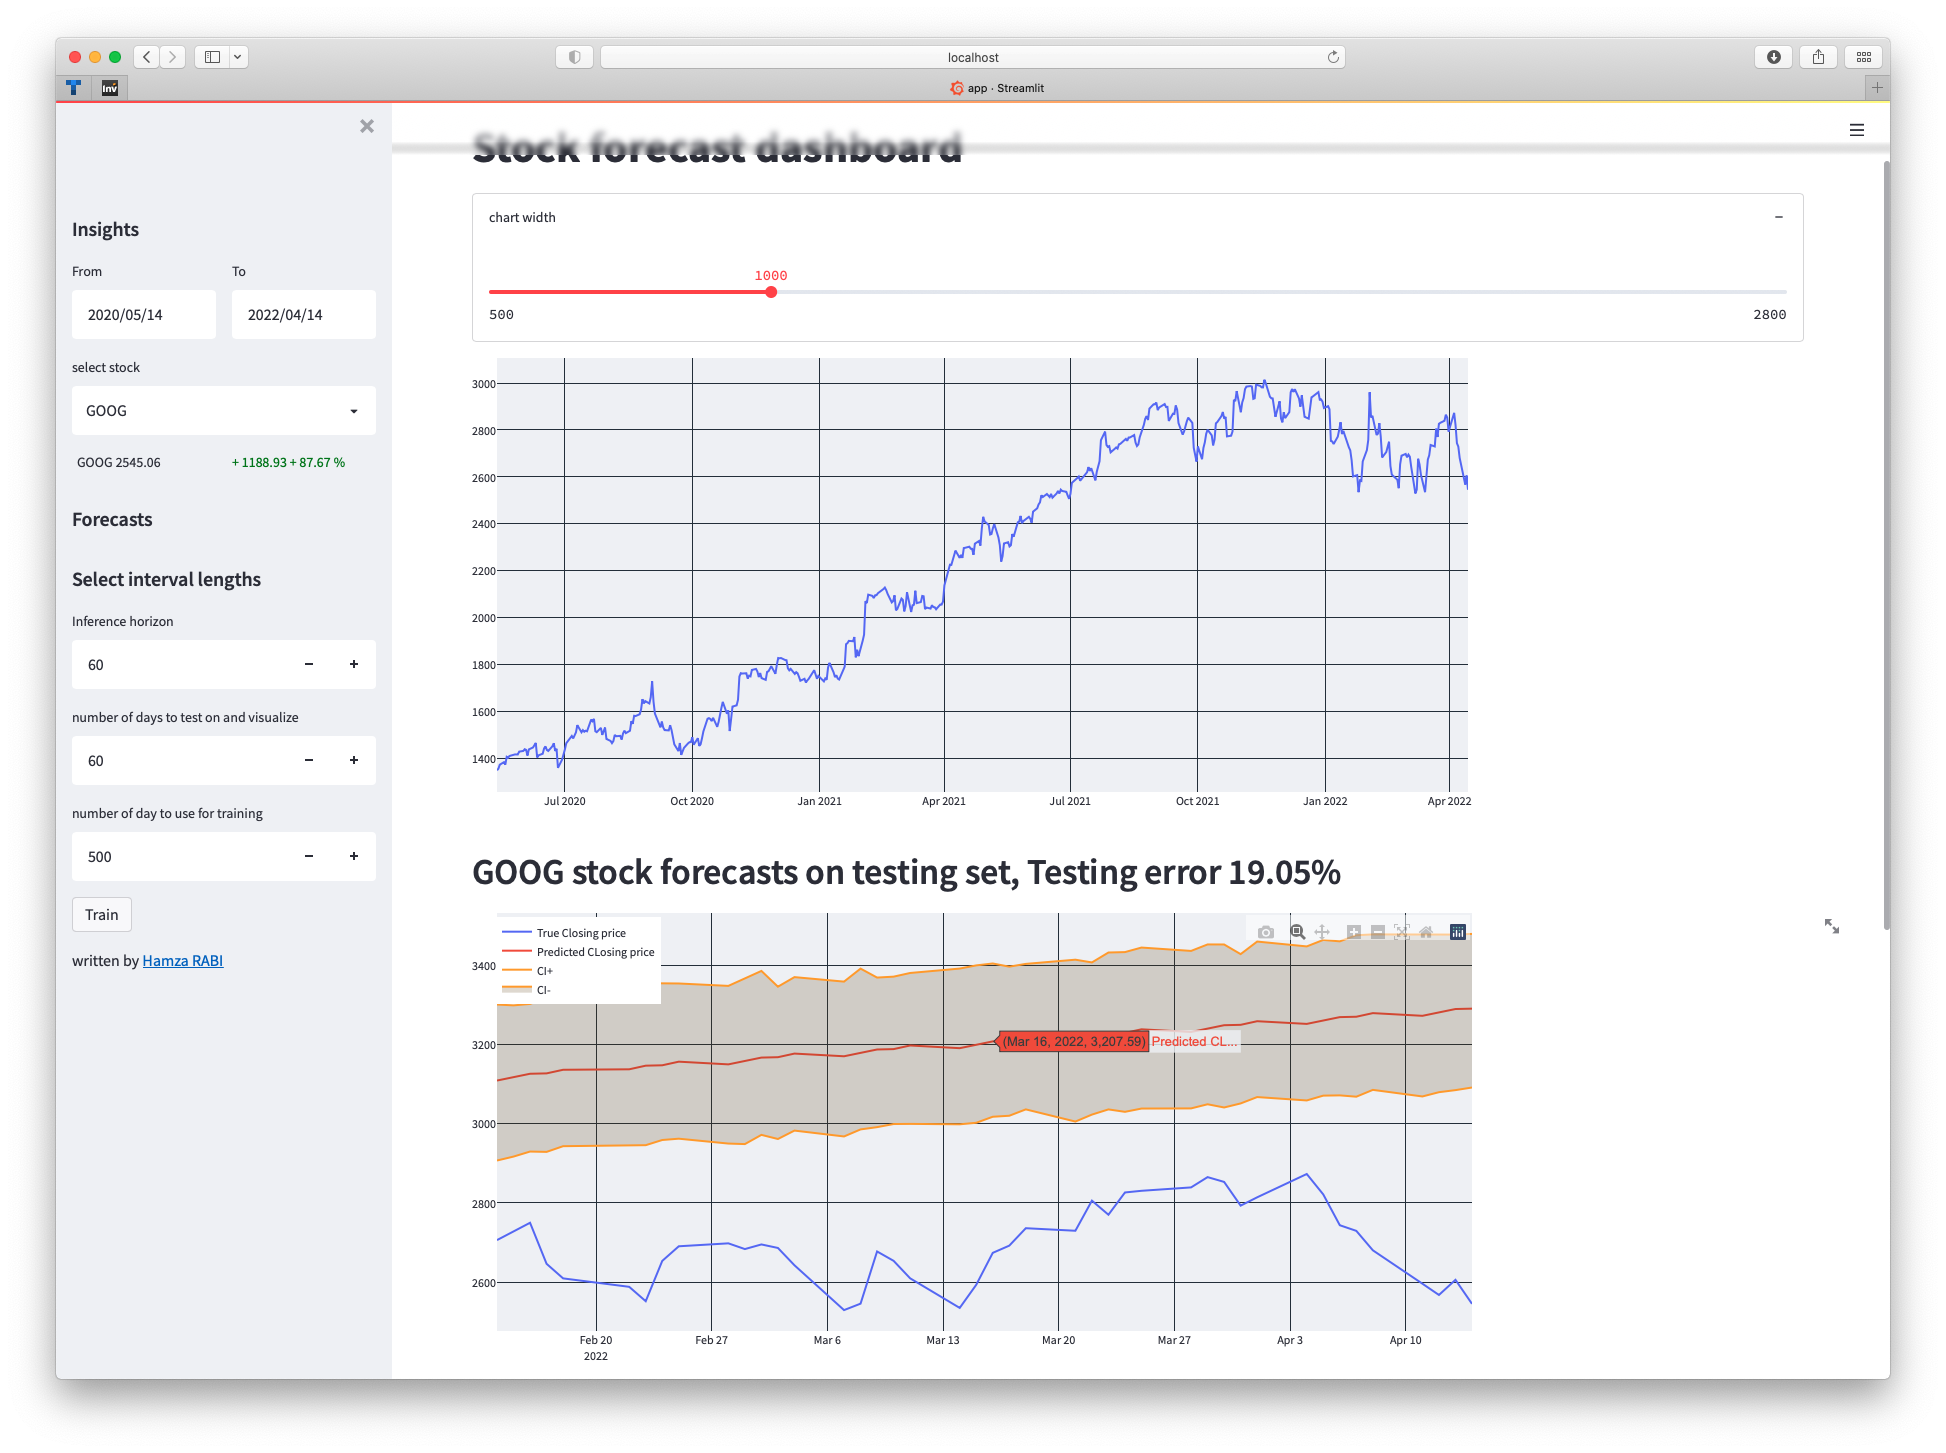 localhost
Inv
app · Streamlit
Stock forecast dashboard
Insights
From To
2020/05/14 2022/04/14
select stock
GOOG
GOOG 2545.06 + 1188.93 + 87.67 %
Forecasts
Select interval lengths
Inference horizon
60
number of days to test on and visualize
60
number of day to use for training
500
Train
written by Hamza RABI
chart width
1000
500 2800
3000
2800
2600
2400
2200
2000
1800
1600
1400
Jul 2020 Oct 2020 Jan 2021 Apr 2021 Jul 2021 Oct 2021 Jan 2022 Apr 2022
GOOG stock forecasts on testing set, Testing error 19.05%
True Closing price
Predicted CLosing price
CI+
CI-
3400
3200
3000
2800
2600
(Mar 16, 2022, 3,207.59) Predicted CL...
Feb 20 Feb 27 Mar 6 Mar 13 Mar 20 Mar 27 Apr 3 Apr 10
2022